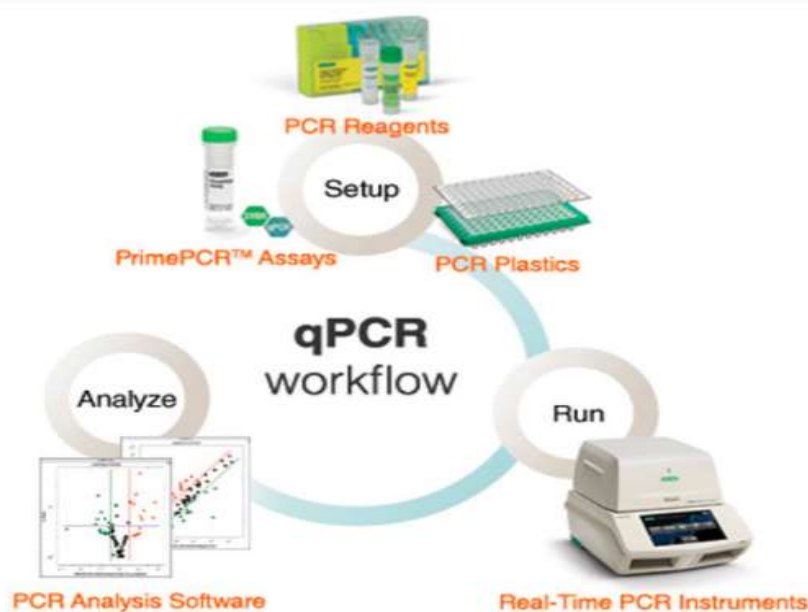 PCR Reagents
Setup
PrimePCR™ Assays
PCR Plastics
qPCR
workflow
Analyze
Run
PCR Analysis Software
Real-Time PCR Instruments